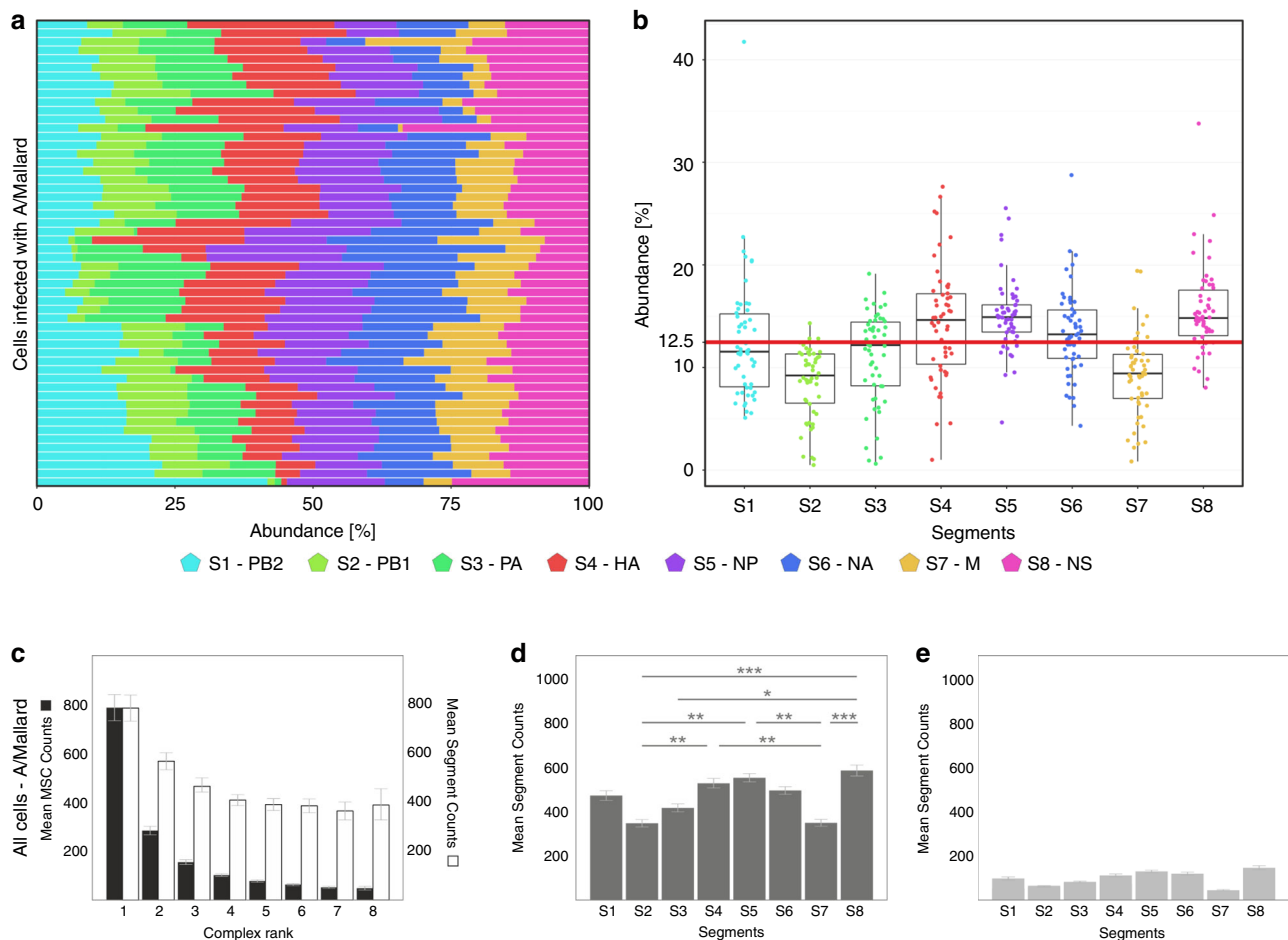 a
Cells infected with A/Mallard
0 25 50 75 100
Abundance [%]
b
Abundance [%]
40
30
20
12.5
10
0
S1 S2 S3 S4 S5 S6 S7 S8
Segments
S1 - PB2 S2 - PB1 S3 - PA S4 - HA S5 - NP S6 - NA S7 - M S8 - NS
c
All cells - A/Mallard
Mean MSC Counts
800
600
400
200
Mean Segment Counts
800
600
400
200
1 2 3 4 5 6 7 8
Complex rank
d
Mean Segment Counts
1000
800
600
400
200
***
*
** ** ***
** **
S1 S2 S3 S4 S5 S6 S7 S8
Segments
e
Mean Segment Counts
1000
800
600
400
200
S1 S2 S3 S4 S5 S6 S7 S8
Segments